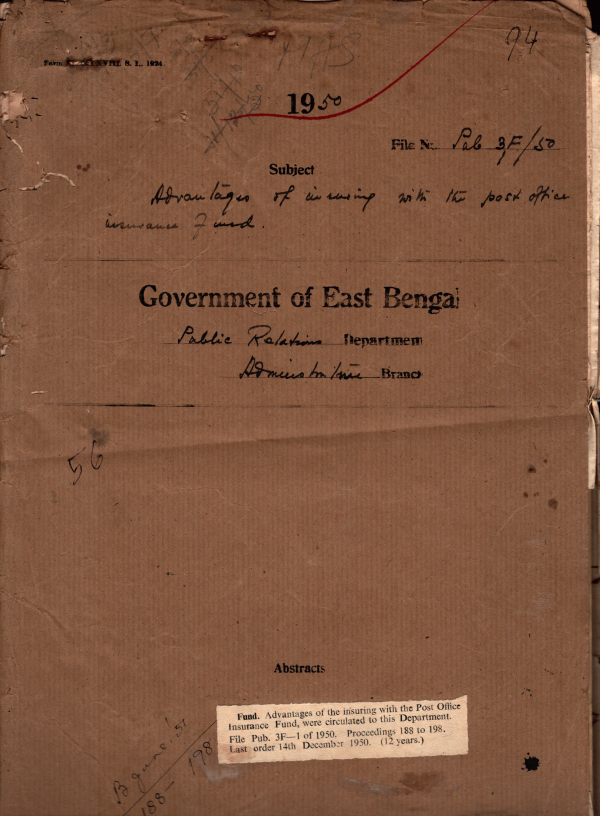 94
1950
File No. Pub 3F/50
Subject
Advantages of insuring with the post office
insurance Fund.
Government of East Bengal
Public Relations Department
Administrative Branch
56
Abstracts
Fund. Advantages of the insuring with the Post Office
Insurance Fund, were circulated to this Department.
File Pub. 3F—1 of 1950. Proceedings 188 to 198.
Last order 14th December 1950. (12 years.)
188 — 198